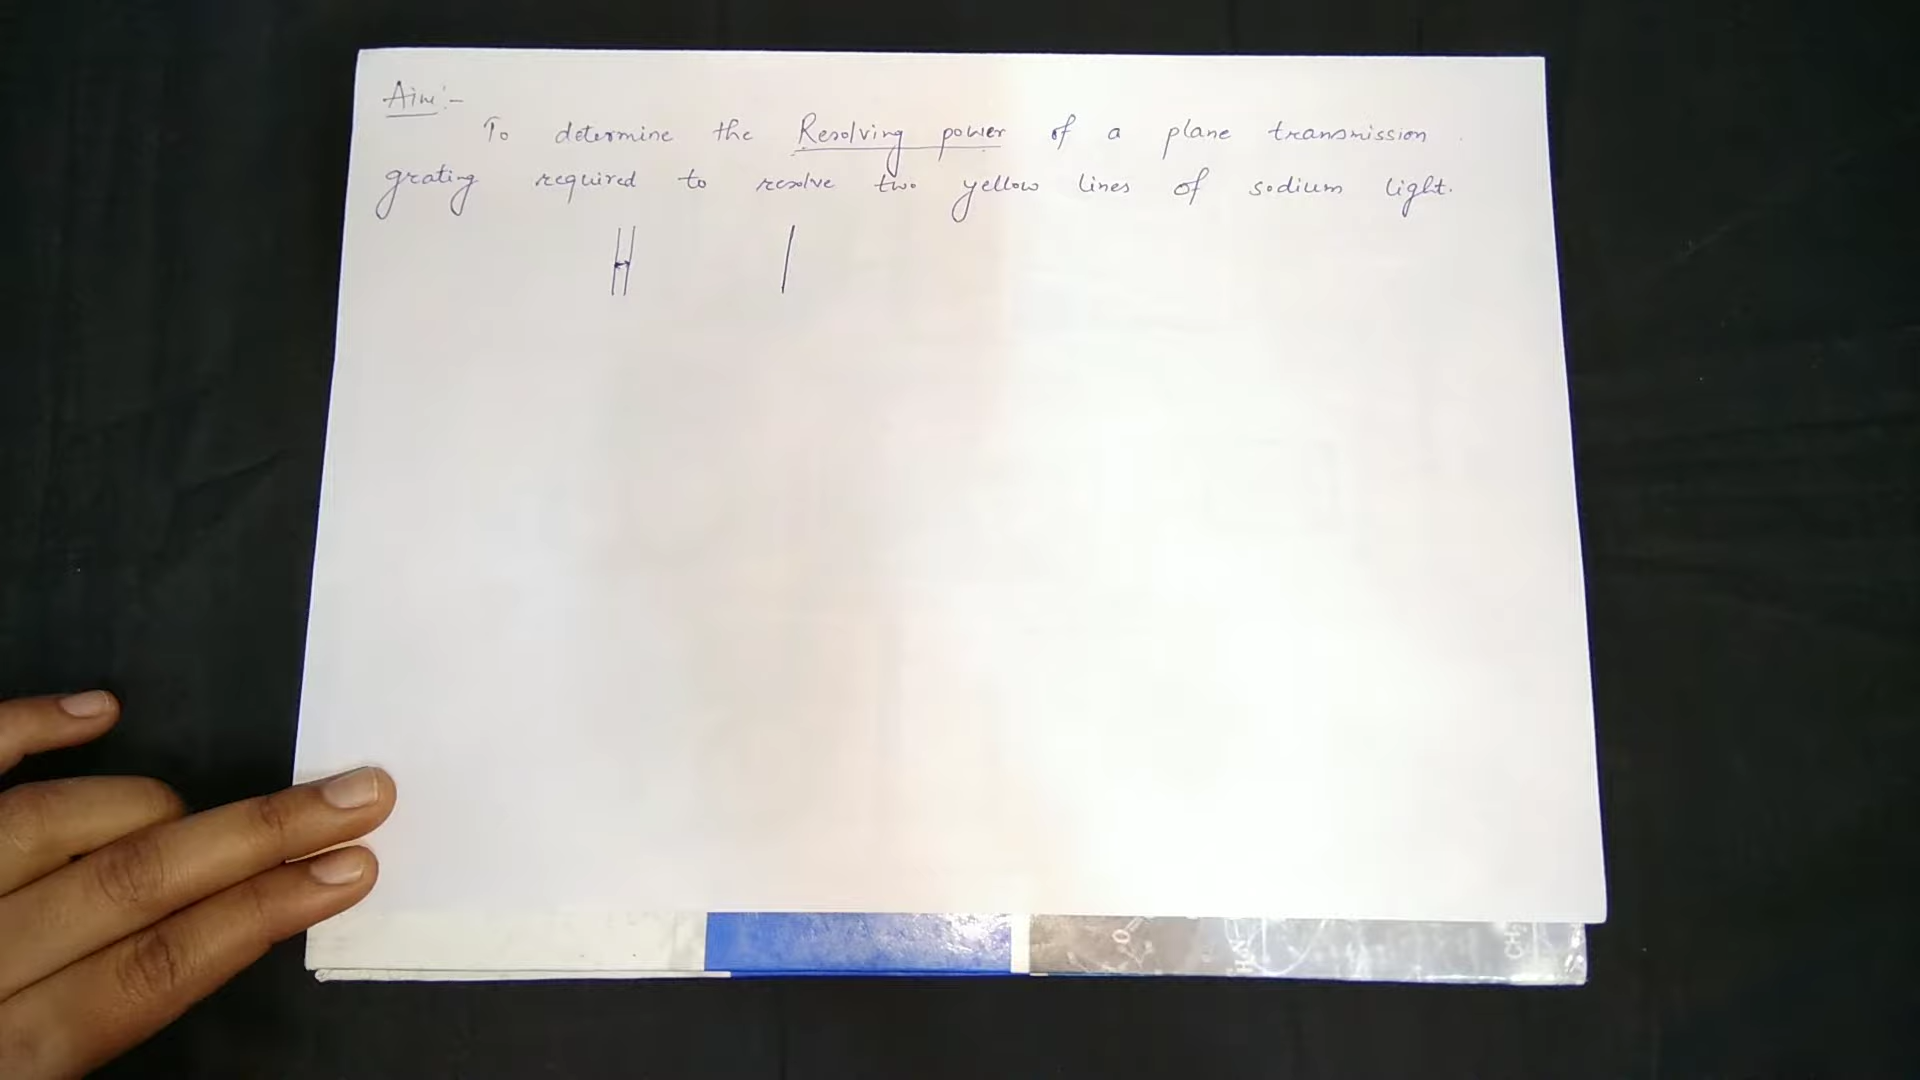 Aim:-
To determine the Resolving power of a plane transmission
grating required to resolve two yellow lines of sodium light.